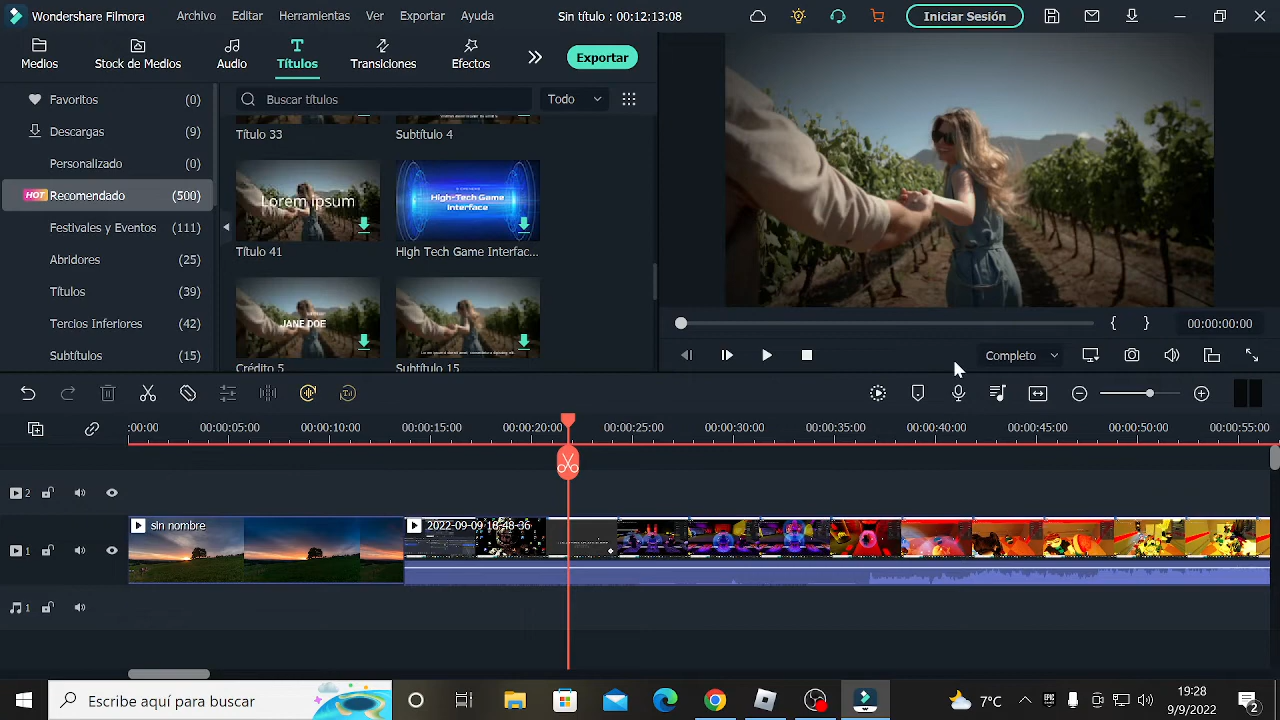 Wondershare Filmora
Archivo
Editar
Herramientas
Ver
Exportar
Ayuda
Sin título : 00:12:13:08
Iniciar Sesión
Medios
Stock de Medios
Audio
Títulos
Transiciones
Efectos
Exportar
Favoritos (0)
Descargas (9)
Personalizado (0)
HOT Recomendado (500)
Festivales y Eventos (111)
Abridores (25)
Títulos (39)
Tercios Inferiores (42)
Subtítulos (15)
Buscar títulos
Todo
Título 33
Subtítulo 4
Lorem ipsum
High-Tech Game
Interface
Título 41
High Tech Game Interfac...
JANE DOE
Crédito 5
Subtítulo 15
00:00:00:00
Completo
:00:00
00:00:05:00
00:00:10:00
00:00:15:00
00:00:20:00
00:00:25:00
00:00:30:00
00:00:35:00
00:00:40:00
00:00:45:00
00:00:50:00
00:00:55:00
2
1
sin nombre
2022-09-09 16-48-36
1
Escribe aquí para buscar
7°C
19:28
9/9/2022
2